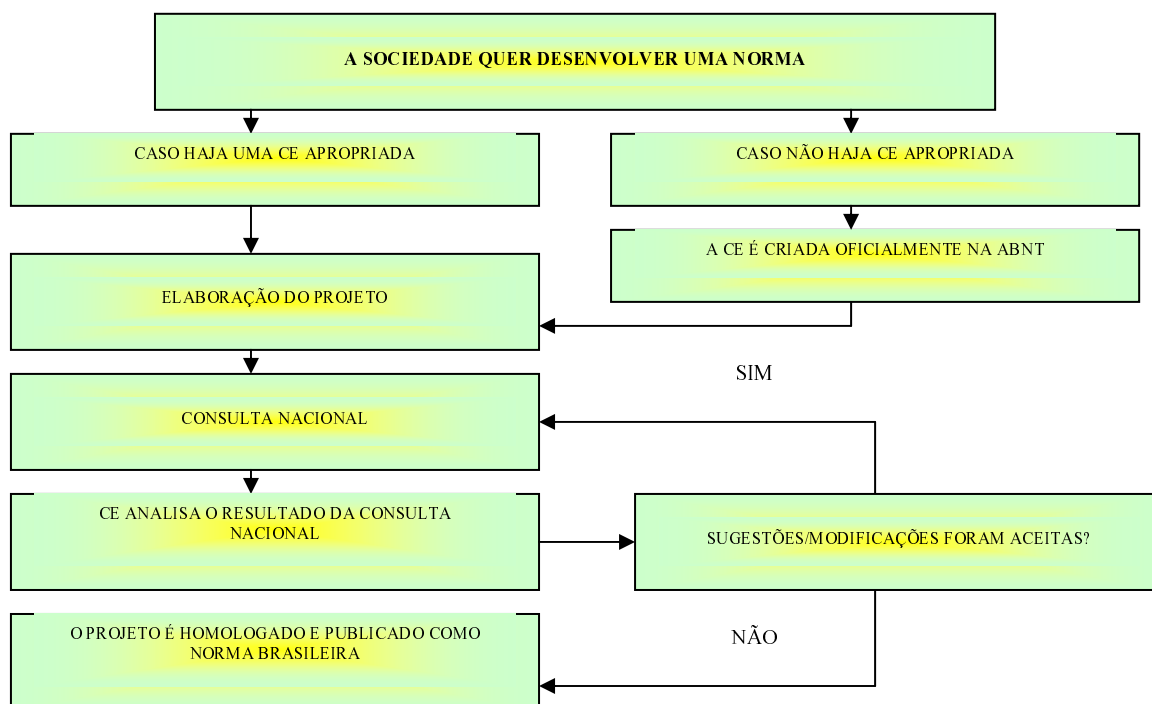 A SOCIEDADE QUER DESENVOLVER UMA NORMA
CASO HAJA UMA CE APROPRIADA
CASO NÃO HAJA CE APROPRIADA
A CE É CRIADA OFICIALMENTE NA ABNT
ELABORAÇÃO DO PROJETO
SIM
CONSULTA NACIONAL
CE ANALISA O RESULTADO DA CONSULTA
NACIONAL
SUGESTÕES/MODIFICAÇÕES FORAM ACEITAS?
NÃO
O PROJETO É HOMOLOGADO E PUBLICADO COMO
NORMA BRASILEIRA